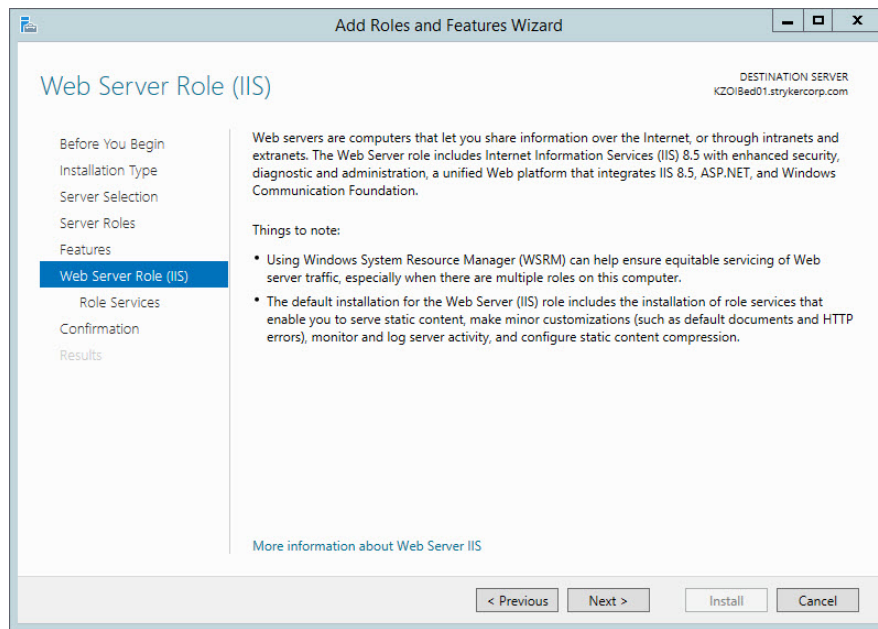 Add Roles and Features Wizard
Web Server Role (IIS)
DESTINATION SERVER
KZOIBed01.strykercorp.com
Before You Begin
Installation Type
Server Selection
Server Roles
Features
Web Server Role (IIS)
Role Services
Confirmation
Results
Web servers are computers that let you share information over the Internet, or through intranets and
extranets. The Web Server role includes Internet Information Services (IIS) 8.5 with enhanced security,
diagnostic and administration, a unified Web platform that integrates IIS 8.5, ASP.NET, and Windows
Communication Foundation.
Things to note:
• Using Windows System Resource Manager (WSRM) can help ensure equitable servicing of Web
server traffic, especially when there are multiple roles on this computer.
• The default installation for the Web Server (IIS) role includes the installation of role services that
enable you to serve static content, make minor customizations (such as default documents and HTTP
errors), monitor and log server activity, and configure static content compression.
More information about Web Server IIS
< Previous
Next >
Install
Cancel